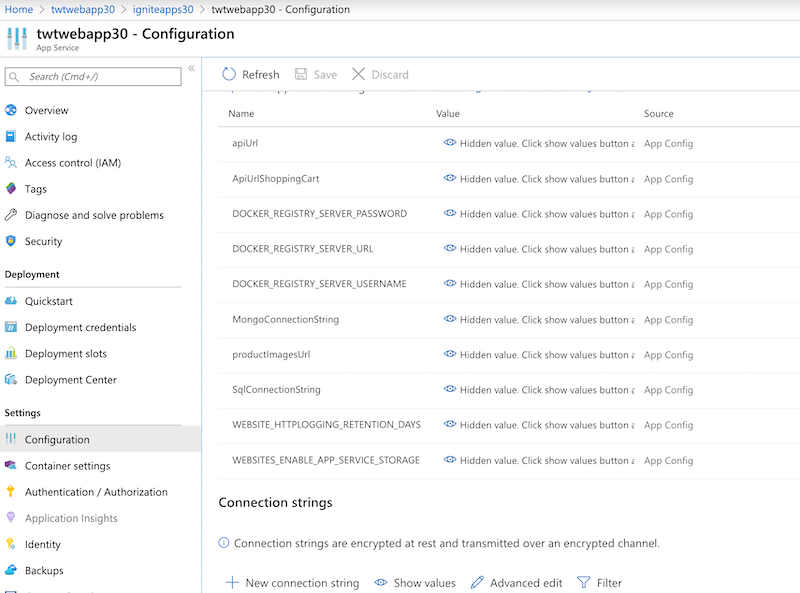 Home > twtwebapp30 > igniteapps30 > twtwebapp30 - Configuration
twtwebapp30 - Configuration
App Service
Search (Cmd+/)
«
Overview
Activity log
Access control (IAM)
Tags
Diagnose and solve problems
Security
Deployment
Quickstart
Deployment credentials
Deployment slots
Deployment Center
Settings
Configuration
Container settings
Authentication / Authorization
Application Insights
Identity
Backups
Refresh Save Discard
Name Value Source
apiUrl Hidden value. Click show values button App Config
ApiUrlShoppingCart Hidden value. Click show values button App Config
DOCKER_REGISTRY_SERVER_PASSWORD Hidden value. Click show values button App Config
DOCKER_REGISTRY_SERVER_URL Hidden value. Click show values button App Config
DOCKER_REGISTRY_SERVER_USERNAME Hidden value. Click show values button App Config
MongoConnectionString Hidden value. Click show values button App Config
productImagesUrl Hidden value. Click show values button App Config
SqlConnectionString Hidden value. Click show values button App Config
WEBSITE_HTTPLOGGING_RETENTION_DAYS Hidden value. Click show values button App Config
WEBSITES_ENABLE_APP_SERVICE_STORAGE Hidden value. Click show values button App Config
Connection strings
Connection strings are encrypted at rest and transmitted over an encrypted channel.
New connection string Show values Advanced edit Filter